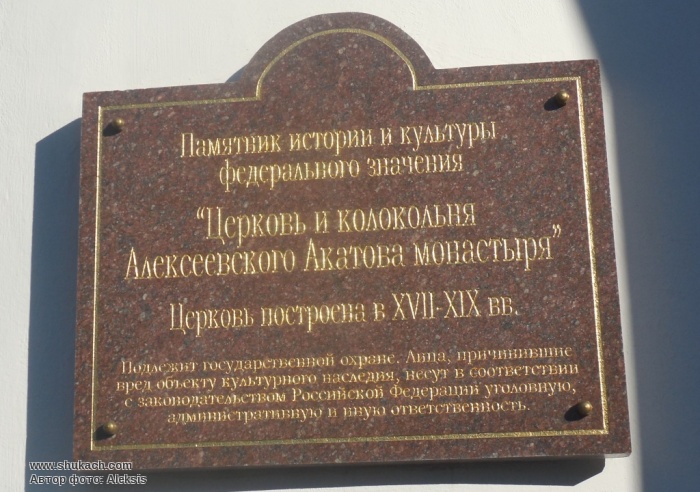 Памятник истории и культуры
федерального значения
“Церковь и колокольня
Алексеевского Акатова монастыря”
Церковь построена в XVII-XIX вв.
Подлежит государственной охране. Лица, причинившие
вред объекту культурного наследия, несут в соответствии
с законодательством Российской Федерации уголовную,
административную и иную ответственность.
www.shukach.com
Автор фото: Aleksis